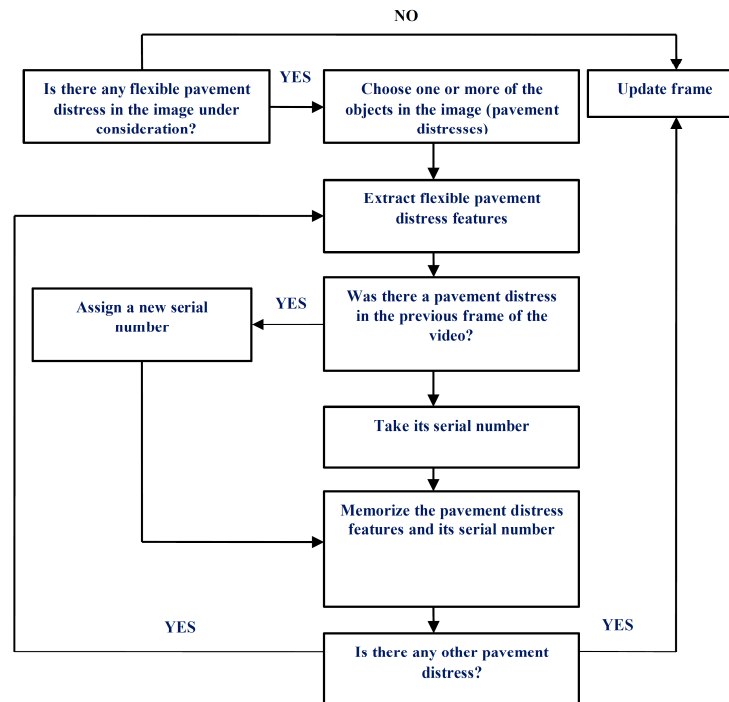 NO
Is there any flexible pavement
distress in the image under
consideration?
YES
Choose one or more of the
objects in the image (pavement
distresses)
Update frame
Extract flexible pavement
distress features
Assign a new serial
number
YES
Was there a pavement distress
in the previous frame of the
video?
Take its serial number
Memorize the pavement distress
features and its serial number
YES
Is there any other pavement
distress?
YES